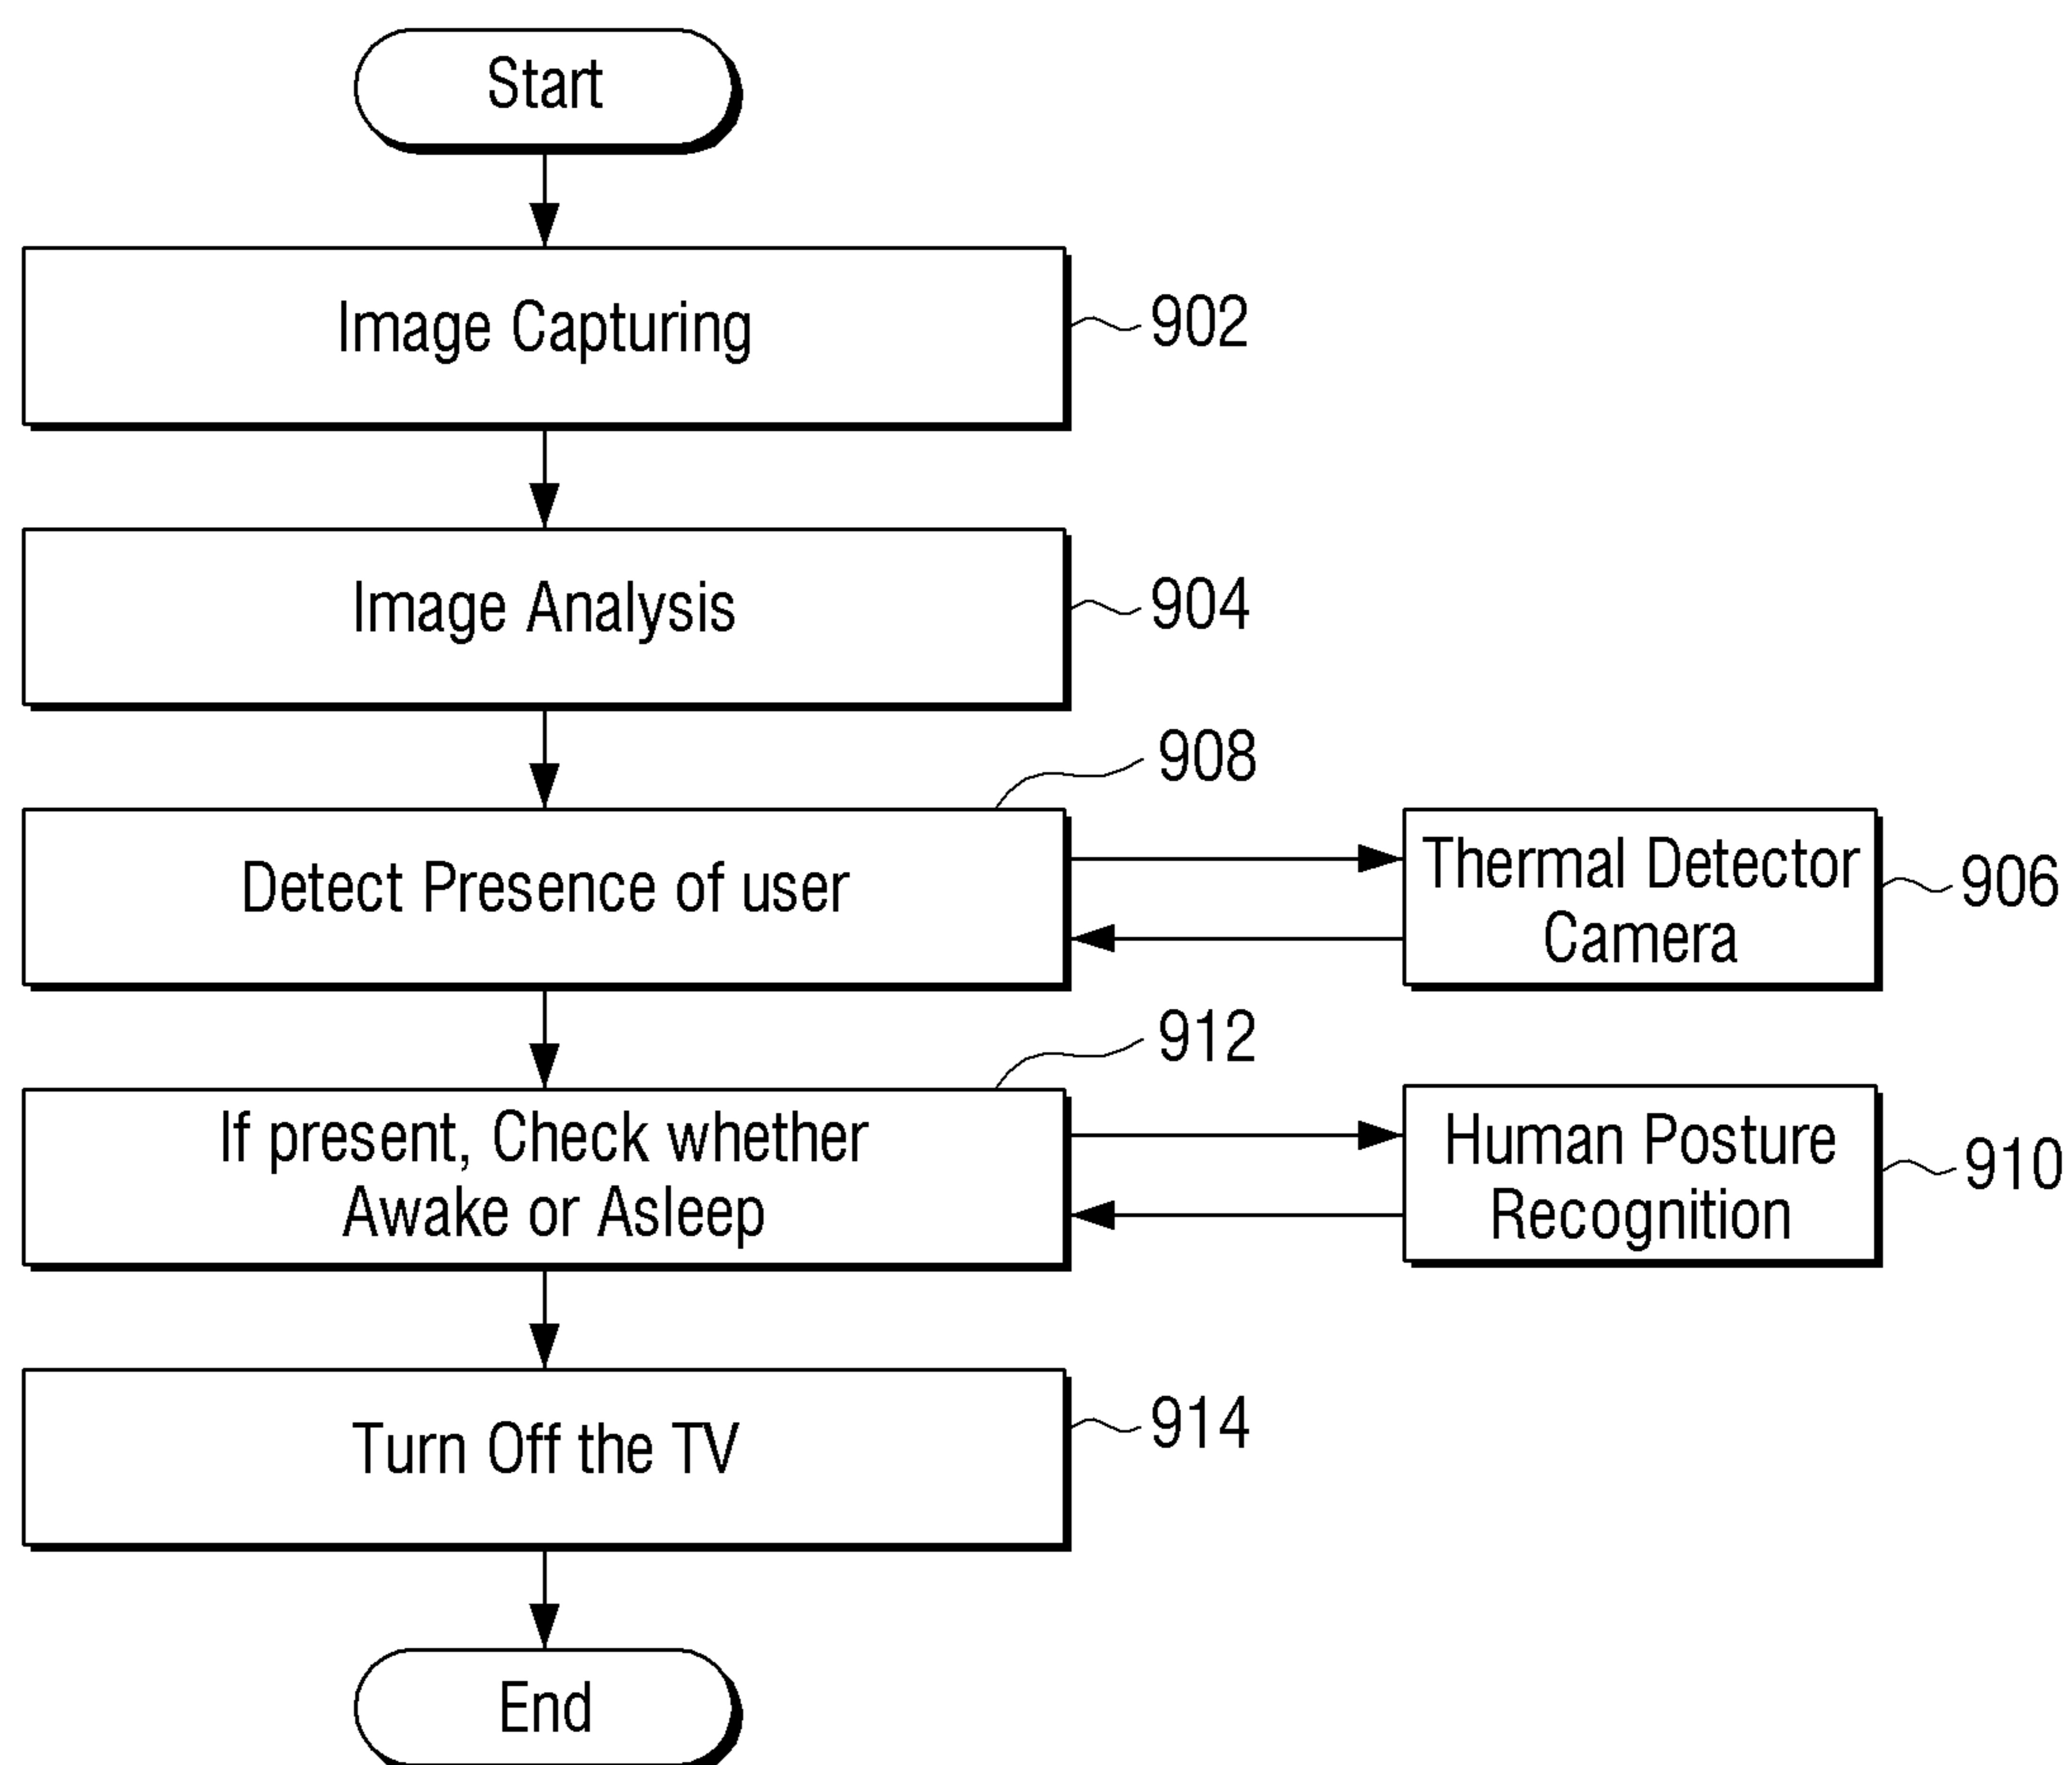 Start
Image Capturing
902
Image Analysis
904
908
Detect Presence of user
Thermal Detector
Camera
906
912
If present, Check whether
Awake or Asleep
Human Posture
Recognition
910
Turn Off the TV
914
End